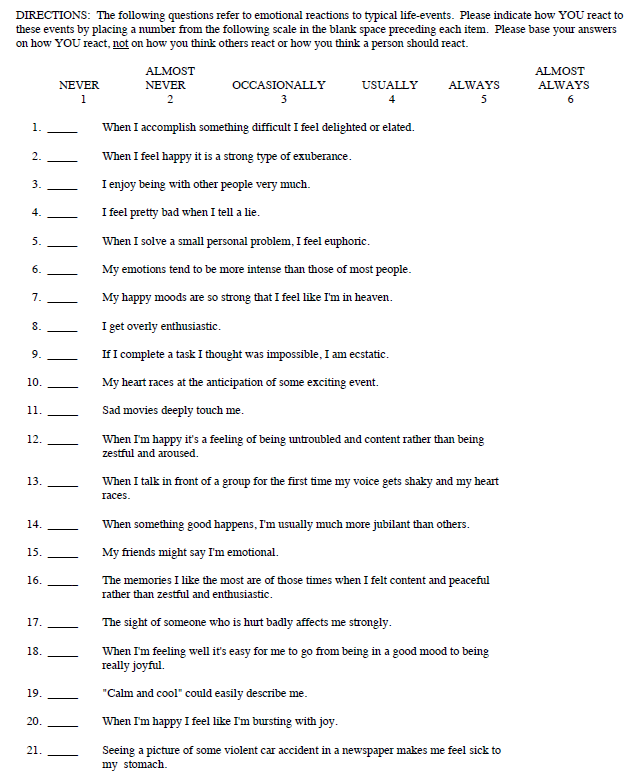 DIRECTIONS:  The following questions refer to emotional reactions to typical life-events.  Please indicate how YOU react to
these events by placing a number from the following scale in the blank space preceding each item.  Please base your answers
on how YOU react, not on how you think others react or how you think a person should react.
ALMOST ALMOST
NEVER NEVER OCCASIONALLY USUALLY ALWAYS ALWAYS
1 2 3 4 5 6
1. _____ When I accomplish something difficult I feel delighted or elated.
2. _____ When I feel happy it is a strong type of exuberance.
3. _____ I enjoy being with other people very much.
4. _____ I feel pretty bad when I tell a lie.
5. _____ When I solve a small personal problem, I feel euphoric.
6. _____ My emotions tend to be more intense than those of most people.
7. _____ My happy moods are so strong that I feel like I'm in heaven.
8. _____ I get overly enthusiastic.
9. _____ If I complete a task I thought was impossible, I am ecstatic.
10. _____ My heart races at the anticipation of some exciting event.
11. _____ Sad movies deeply touch me.
12. _____ When I'm happy it's a feeling of being untroubled and content rather than being
zestful and aroused.
13. _____ When I talk in front of a group for the first time my voice gets shaky and my heart
races.
14. _____ When something good happens, I'm usually much more jubilant than others.
15. _____ My friends might say I'm emotional.
16. _____ The memories I like the most are of those times when I felt content and peaceful
rather than zestful and enthusiastic.
17. _____ The sight of someone who is hurt badly affects me strongly.
18. _____ When I'm feeling well it's easy for me to go from being in a good mood to being
really joyful.
19. _____ "Calm and cool" could easily describe me.
20. _____ When I'm happy I feel like I'm bursting with joy.
21. _____ Seeing a picture of some violent car accident in a newspaper makes me feel sick to
my  stomach.